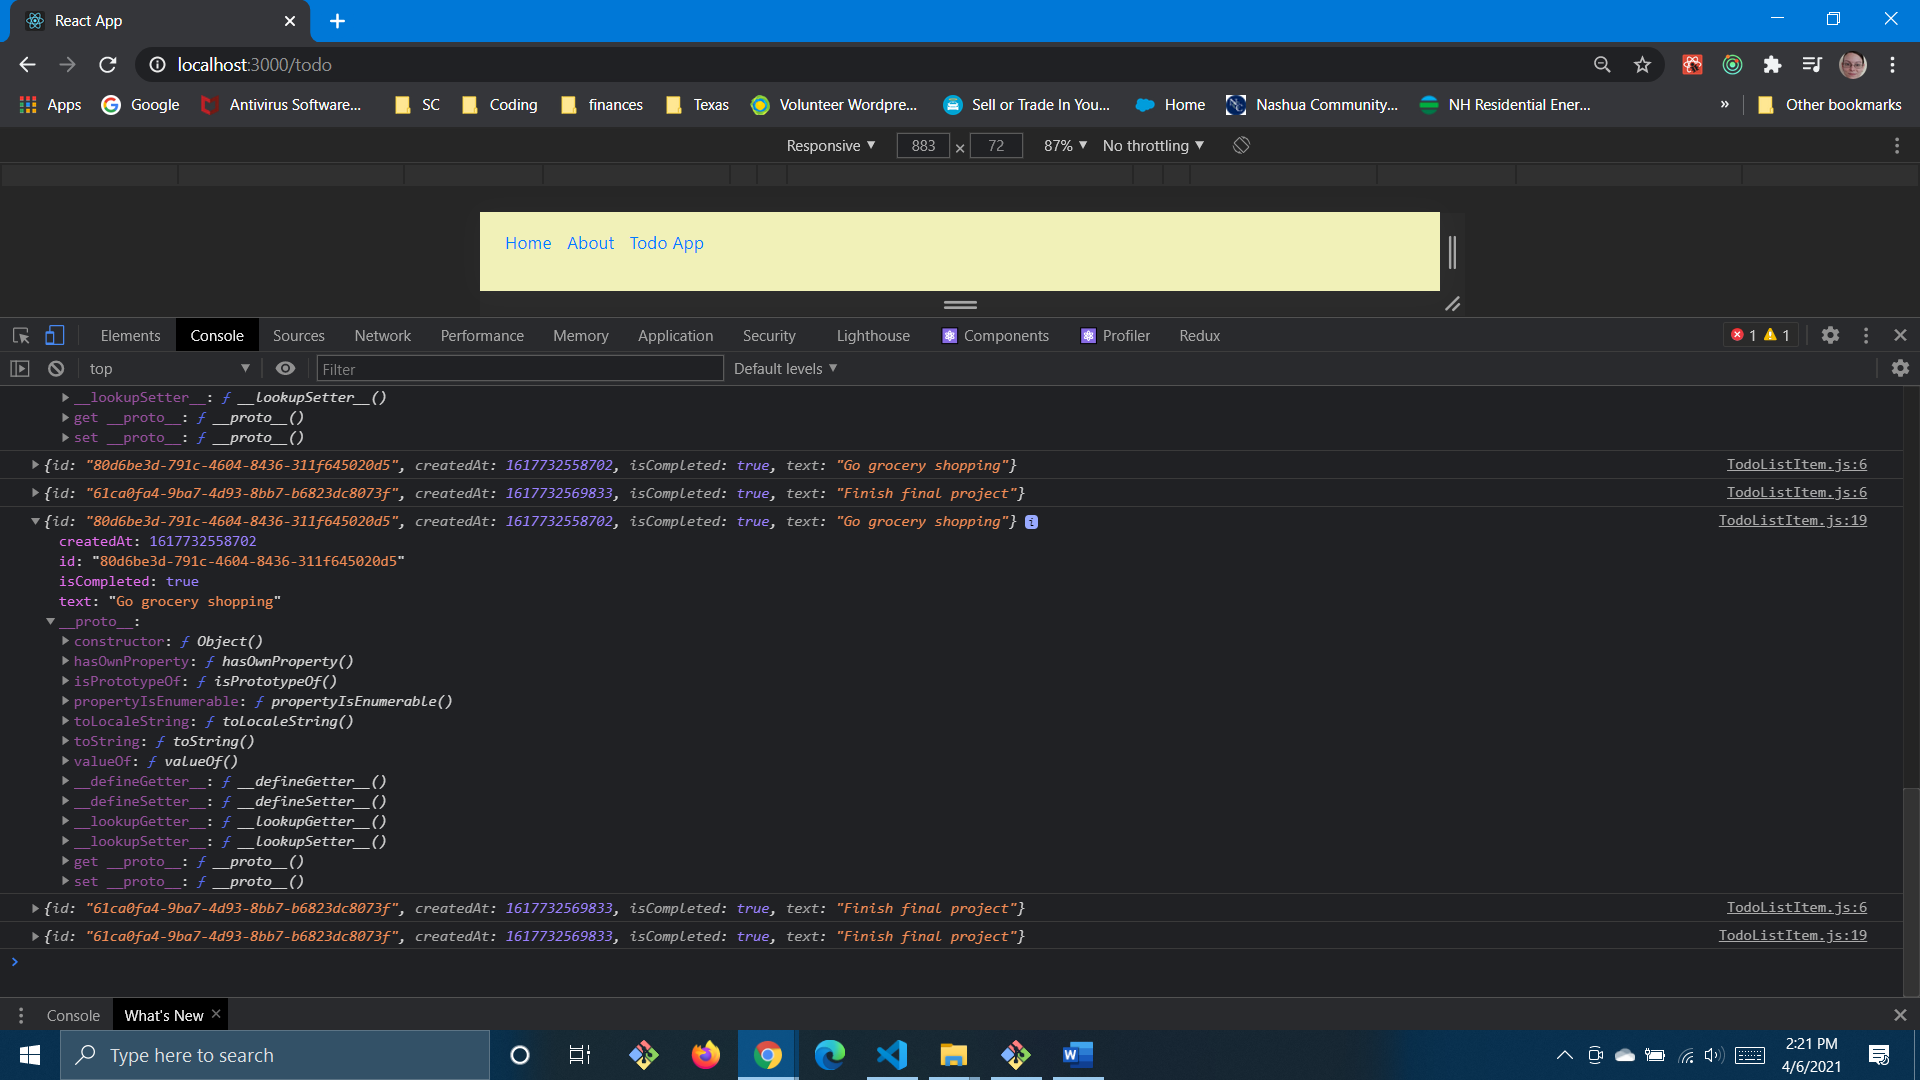 React App
localhost:3000/todo
Apps Google Antivirus Software... SC Coding finances Texas Volunteer Wordpre... Sell or Trade In You... Home Nashua Community... NH Residential Ener... » Other bookmarks
Responsive 883 × 72 87% No throttling
Home About Todo App
Elements Console Sources Network Performance Memory Application Security Lighthouse Components Profiler Redux 1 1
top Filter Default levels
__lookupSetter__: ƒ __lookupSetter__()
get __proto__: ƒ __proto__()
set __proto__: ƒ __proto__()
{id: "80d6be3d-791c-4604-8436-311f645020d5", createdAt: 1617732558702, isCompleted: true, text: "Go grocery shopping"} TodoListItem.js:6
{id: "61ca0fa4-9ba7-4d93-8bb7-b6823dc8073f", createdAt: 1617732569833, isCompleted: true, text: "Finish final project"} TodoListItem.js:6
{id: "80d6be3d-791c-4604-8436-311f645020d5", createdAt: 1617732558702, isCompleted: true, text: "Go grocery shopping"} i TodoListItem.js:19
createdAt: 1617732558702
id: "80d6be3d-791c-4604-8436-311f645020d5"
isCompleted: true
text: "Go grocery shopping"
__proto__:
constructor: ƒ Object()
hasOwnProperty: ƒ hasOwnProperty()
isPrototypeOf: ƒ isPrototypeOf()
propertyIsEnumerable: ƒ propertyIsEnumerable()
toLocaleString: ƒ toLocaleString()
toString: ƒ toString()
valueOf: ƒ valueOf()
__defineGetter__: ƒ __defineGetter__()
__defineSetter__: ƒ __defineSetter__()
__lookupGetter__: ƒ __lookupGetter__()
__lookupSetter__: ƒ __lookupSetter__()
get __proto__: ƒ __proto__()
set __proto__: ƒ __proto__()
{id: "61ca0fa4-9ba7-4d93-8bb7-b6823dc8073f", createdAt: 1617732569833, isCompleted: true, text: "Finish final project"} TodoListItem.js:6
{id: "61ca0fa4-9ba7-4d93-8bb7-b6823dc8073f", createdAt: 1617732569833, isCompleted: true, text: "Finish final project"} TodoListItem.js:19
Console What's New
Type here to search
2:21 PM
4/6/2021